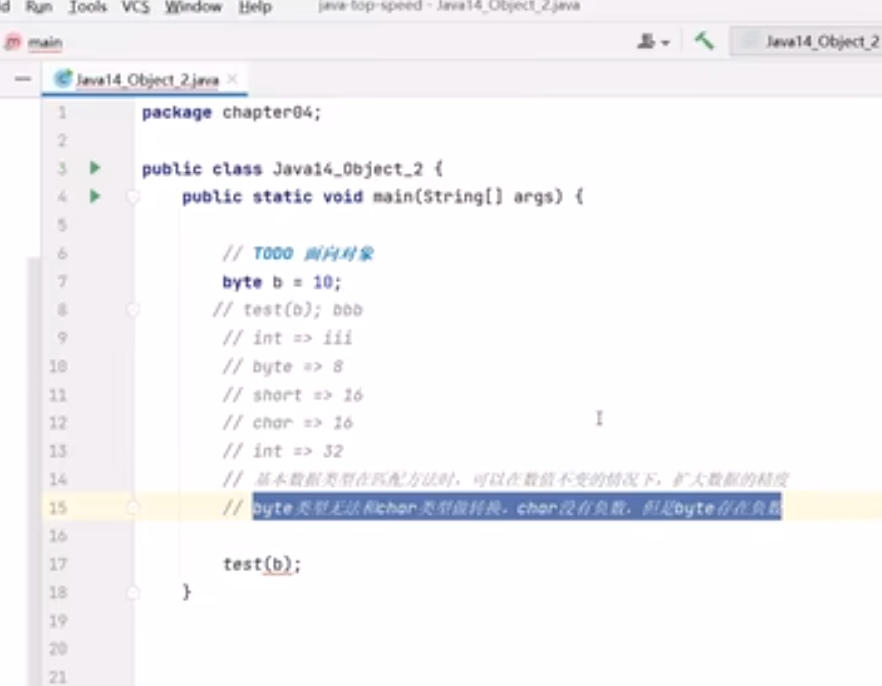 Run Tools VCS Window Help java-top-speed - Java14_Object_2.java
m main Java14_Object_2
Java14_Object_2.java
1 package chapter04;
2
3 public class Java14_Object_2 {
4 public static void main(String[] args) {
5
6 // TODO 面向对象
7 byte b = 10;
8 // test(b); bbb
9 // int => iii
10 // byte => 8
11 // short => 16
12 // char => 16
13 // int => 32
14 // 基本数据类型在匹配方法时，可以在数值不变的情况下，扩大数据的精度
15 // byte类型无法和char类型做转换，char没有负数，但是byte存在负数
16
17 test(b);
18 }
19
20
21